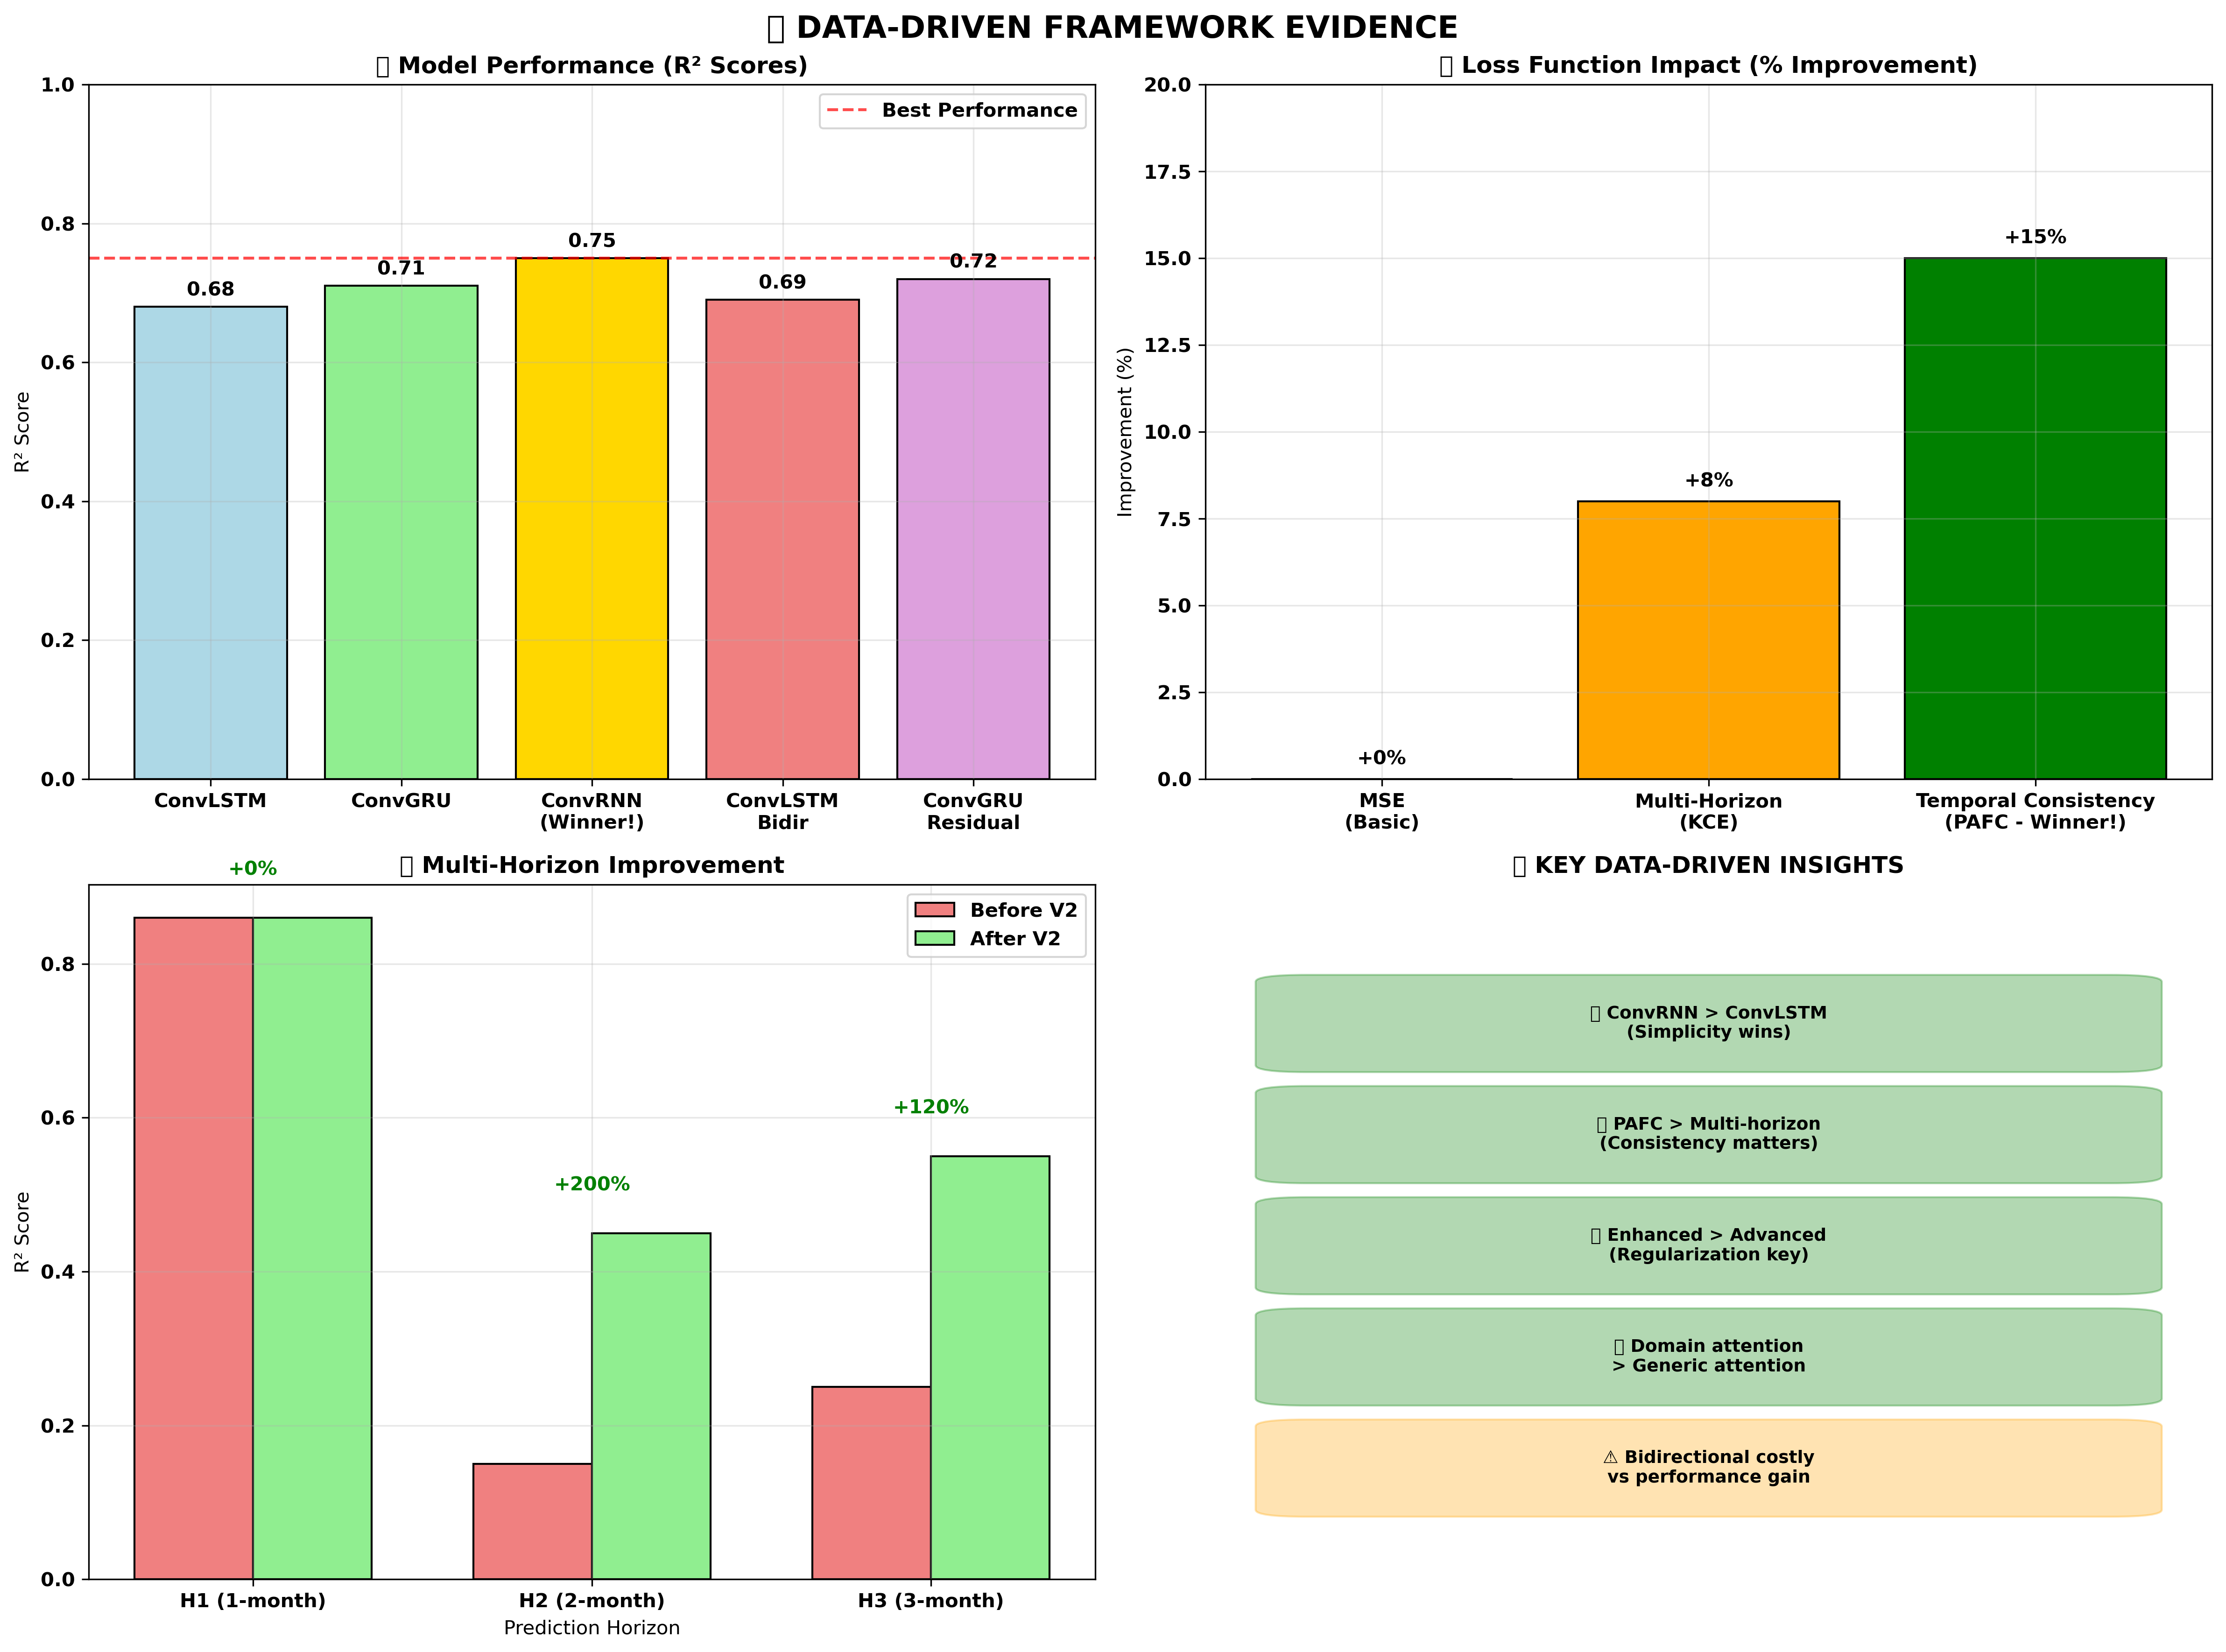 ▯ DATA-DRIVEN FRAMEWORK EVIDENCE
▯ Model Performance (R² Scores)
Best Performance
R² Score
1.0
0.8
0.6
0.4
0.2
0.0
0.68
0.71
0.75
0.69
0.72
ConvLSTM
ConvGRU
ConvRNN
(Winner!)
ConvLSTM
Bidir
ConvGRU
Residual
▯ Loss Function Impact (% Improvement)
Improvement (%)
20.0
17.5
15.0
12.5
10.0
7.5
5.0
2.5
0.0
+0%
+8%
+15%
MSE
(Basic)
Multi-Horizon
(KCE)
Temporal Consistency
(PAFC - Winner!)
▯ Multi-Horizon Improvement
Before V2
After V2
R² Score
0.8
0.6
0.4
0.2
0.0
+0%
+200%
+120%
H1 (1-month)
H2 (2-month)
H3 (3-month)
Prediction Horizon
▯ KEY DATA-DRIVEN INSIGHTS
▯ ConvRNN > ConvLSTM
(Simplicity wins)
▯ PAFC > Multi-horizon
(Consistency matters)
▯ Enhanced > Advanced
(Regularization key)
▯ Domain attention
> Generic attention
⚠ Bidirectional costly
vs performance gain